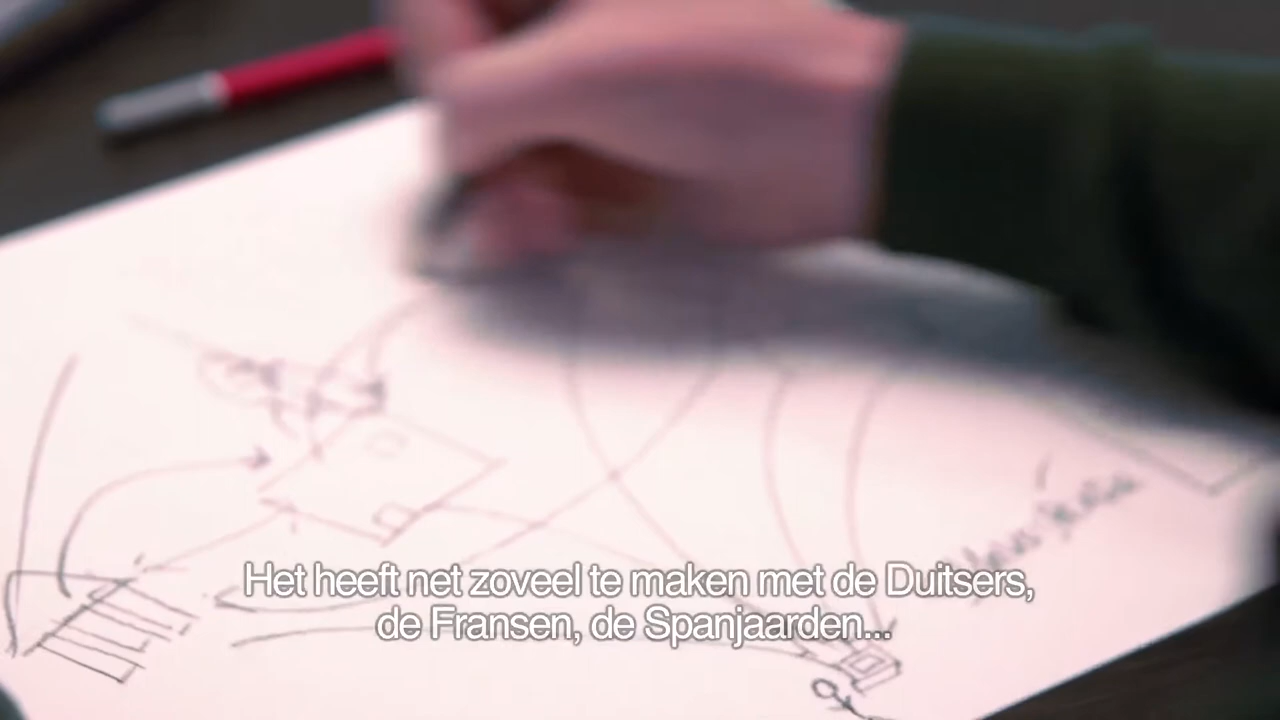 Het heeft net zoveel te maken met de Duitsers,
de Fransen, de Spanjaarden...